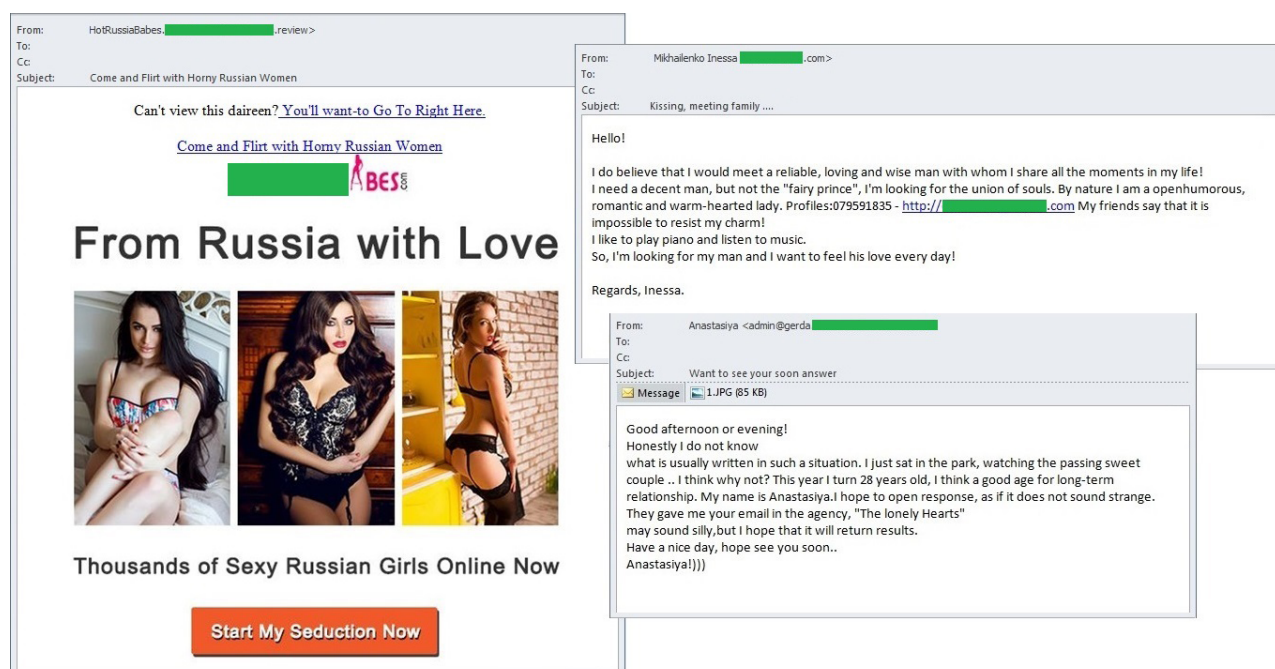 From: HotRussiaBabes. .review>
To:
Cc:
Subject: Come and Flirt with Horny Russian Women
Can't view this daireen? You'll want-to Go To Right Here.
Come and Flirt with Horny Russian Women
ABES.com
From Russia with Love
Thousands of Sexy Russian Girls Online Now
Start My Seduction Now
From: Mikhailenko Inessa .com>
To:
Cc:
Subject: Kissing, meeting family ....
Hello!
I do believe that I would meet a reliable, loving and wise man with whom I share all the moments in my life!
I need a decent man, but not the "fairy prince", I'm looking for the union of souls. By nature I am a openhumorous,
romantic and warm-hearted lady. Profiles:079591835 - http:// .com My friends say that it is
impossible to resist my charm!
I like to play piano and listen to music.
So, I'm looking for my man and I want to feel his love every day!
Regards, Inessa.
From: Anastasiya <admin@gerda
To:
Cc:
Subject: Want to see your soon answer
Message 1.JPG (85 KB)
Good afternoon or evening!
Honestly I do not know
what is usually written in such a situation. I just sat in the park, watching the passing sweet
couple .. I think why not? This year I turn 28 years old, I think a good age for long-term
relationship. My name is Anastasiya.I hope to open response, as if it does not sound strange.
They gave me your email in the agency, "The lonely Hearts"
may sound silly,but I hope that it will return results.
Have a nice day, hope see you soon..
Anastasiya!)))